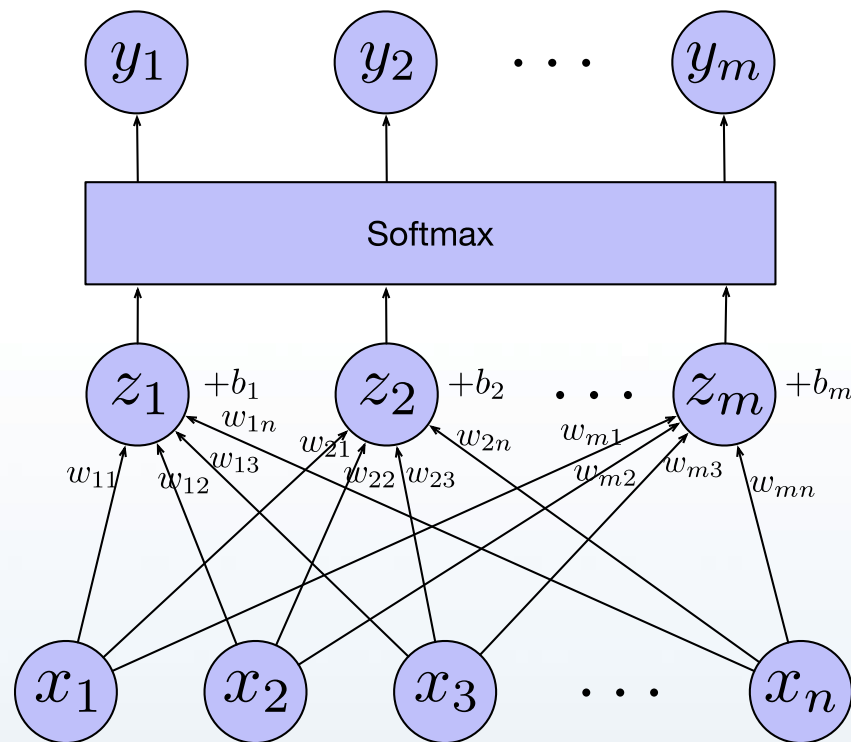 y₁ y₂ · · · yₘ
Softmax
z₁ +b₁ z₂ +b₂ · · · zₘ +bₘ
w₁ₙ w₂₁ w₂ₙ wₘ₁
w₁₁ w₁₂ w₁₃ w₂₂ w₂₃ wₘ₂ wₘ₃ wₘₙ
x₁ x₂ x₃ · · · xₙ